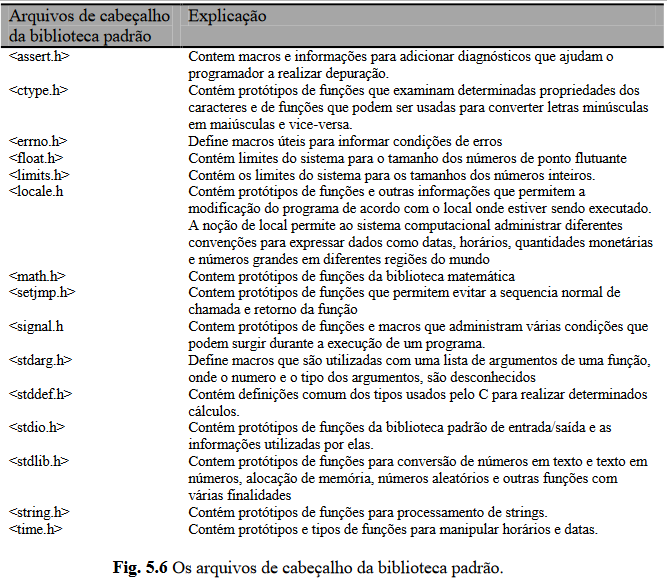 Arquivos de cabeçalho da biblioteca padrão Explicação
<assert.h> Contem macros e informações para adicionar diagnósticos que ajudam o
programador a realizar depuração.
<ctype.h> Contém protótipos de funções que examinam determinadas propriedades dos
caracteres e de funções que podem ser usadas para converter letras minúsculas
em maiúsculas e vice-versa.
<errno.h> Define macros úteis para informar condições de erros
<float.h> Contém limites do sistema para o tamanho dos números de ponto flutuante
<limits.h> Contém os limites do sistema para os tamanhos dos números inteiros.
<locale.h Contém protótipos de funções e outras informações que permitem a
modificação do programa de acordo com o local onde estiver sendo executado.
A noção de local permite ao sistema computacional administrar diferentes
convenções para expressar dados como datas, horários, quantidades monetárias
e números grandes em diferentes regiões do mundo
<math.h> Contem protótipos de funções da biblioteca matemática
<setjmp.h> Contem protótipos de funções que permitem evitar a sequencia normal de
chamada e retorno da função
<signal.h Contem protótipos de funções e macros que administram várias condições que
podem surgir durante a execução de um programa.
<stdarg.h> Define macros que são utilizadas com uma lista de argumentos de uma função,
onde o numero e o tipo dos argumentos, são desconhecidos
<stddef.h> Contém definições comum dos tipos usados pelo C para realizar determinados
cálculos.
<stdio.h> Contém protótipos de funções da biblioteca padrão de entrada/saída e as
informações utilizadas por elas.
<stdlib.h> Contem protótipos de funções para conversão de números em texto e texto em
números, alocação de memória, números aleatórios e outras funções com
várias finalidades
<string.h> Contém protótipos de funções para processamento de strings.
<time.h> Contém protótipos e tipos de funções para manipular horários e datas.
Fig. 5.6 Os arquivos de cabeçalho da biblioteca padrão.